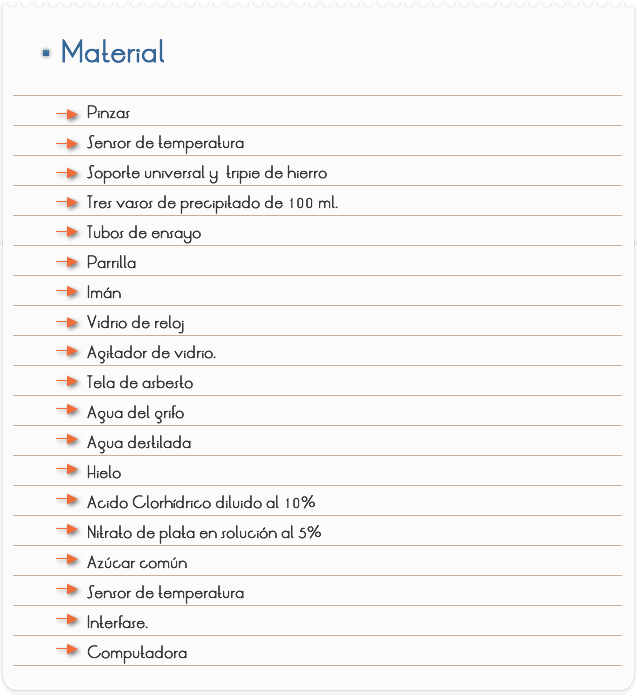 Material
Pinzas
Sensor de temperatura
Soporte universal y tripie de hierro
Tres vasos de precipitado de 100 ml.
Tubos de ensayo
Parrilla
Imán
Vidrio de reloj
Agitador de vidrio.
Tela de asbesto
Agua del grifo
Agua destilada
Hielo
Acido Clorhídrico diluido al 10%
Nitrato de plata en solución al 5%
Azúcar común
Sensor de temperatura
Interfase.
Computadora